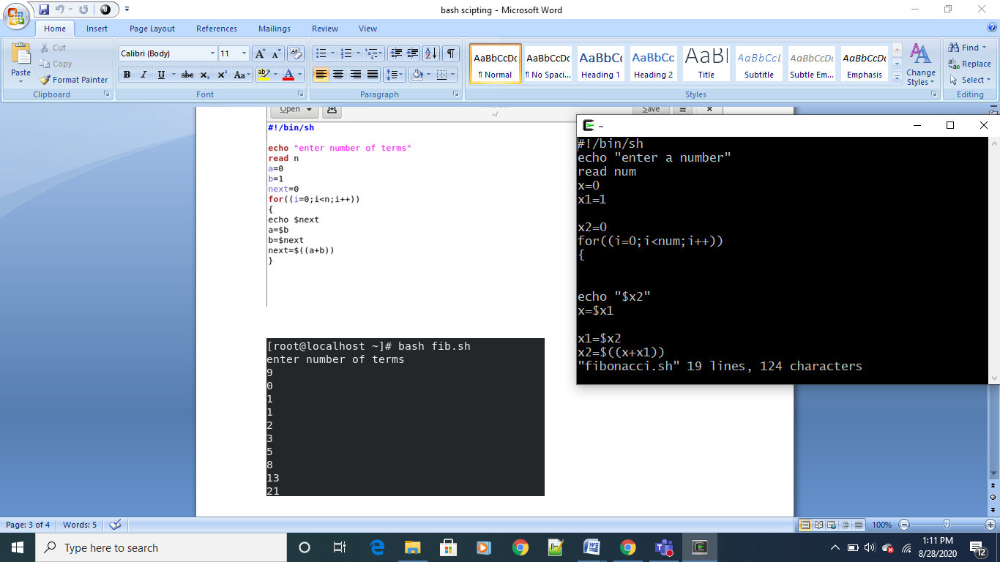 bash scipting - Microsoft Word
Home Insert Page Layout References Mailings Review View
Paste
Cut
Copy
Format Painter
Clipboard
Calibri (Body) 11
Font
Paragraph
AaBbCcDc AaBbCcDc AaBbC AaBbCc AaB AaBbCcL AaBbCcDc AaBbCcDc
¶ Normal ¶ No Spaci... Heading 1 Heading 2 Title Subtitle Subtle Em... Emphasis
Styles
Change
Styles
Find
Replace
Select
Editing
Open Save
~/
#!/bin/sh
echo "enter number of terms"
read n
a=0
b=1
next=0
for((i=0;i<n;i++))
{
echo $next
a=$b
b=$next
next=$((a+b))
}
[root@localhost ~]# bash fib.sh
enter number of terms
9
0
1
1
2
3
5
8
13
21
~
#!/bin/sh
echo "enter a number"
read num
x=0
x1=1
x2=0
for((i=0;i<num;i++))
{
echo "$x2"
x=$x1
x1=$x2
x2=$((x+x1))
"fibonacci.sh" 19 lines, 124 characters
Page: 3 of 4 Words: 5 100%
Type here to search
1:11 PM
8/28/2020
12